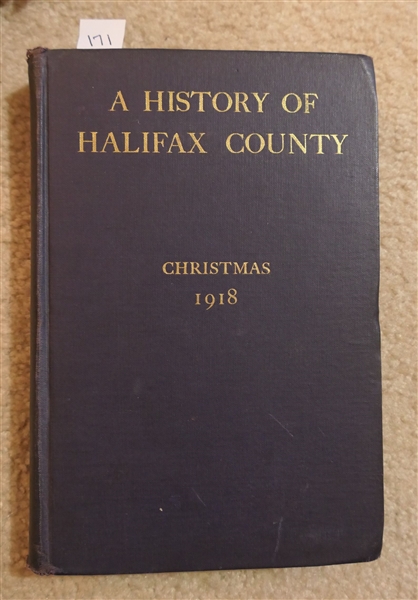 171
A HISTORY OF
HALIFAX COUNTY
CHRISTMAS
1918